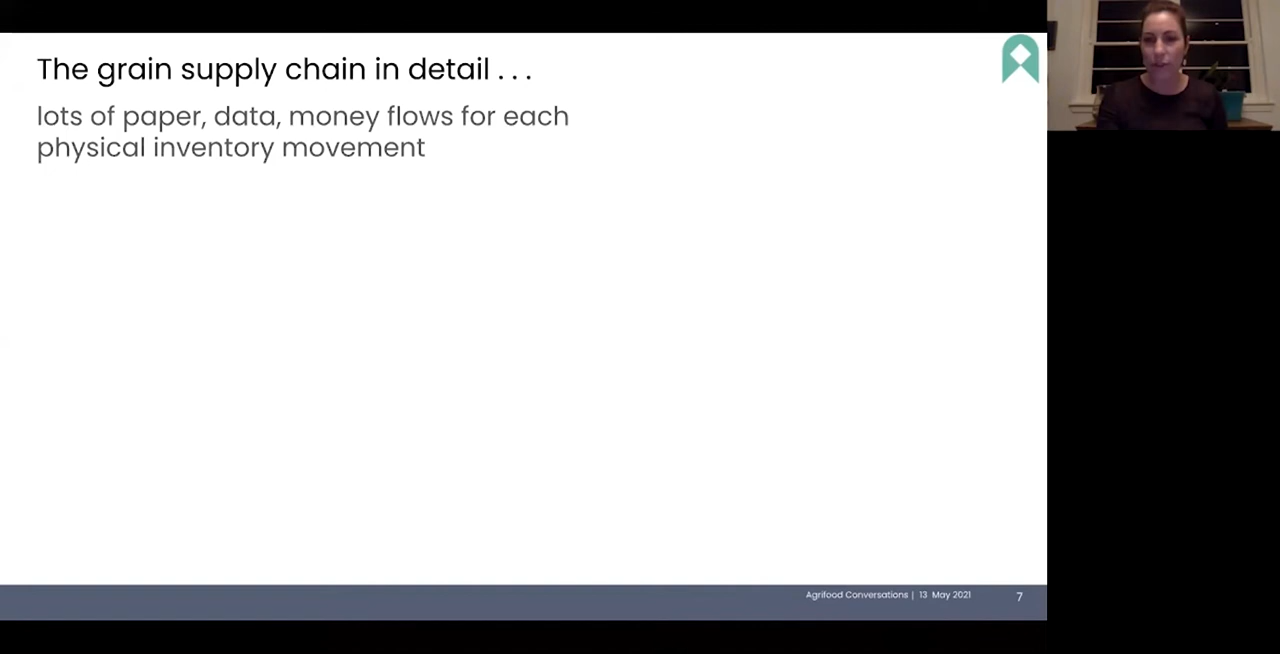 The grain supply chain in detail . . .
lots of paper, data, money flows for each
physical inventory movement
Agrifood Conversations | 13 May 2021
7